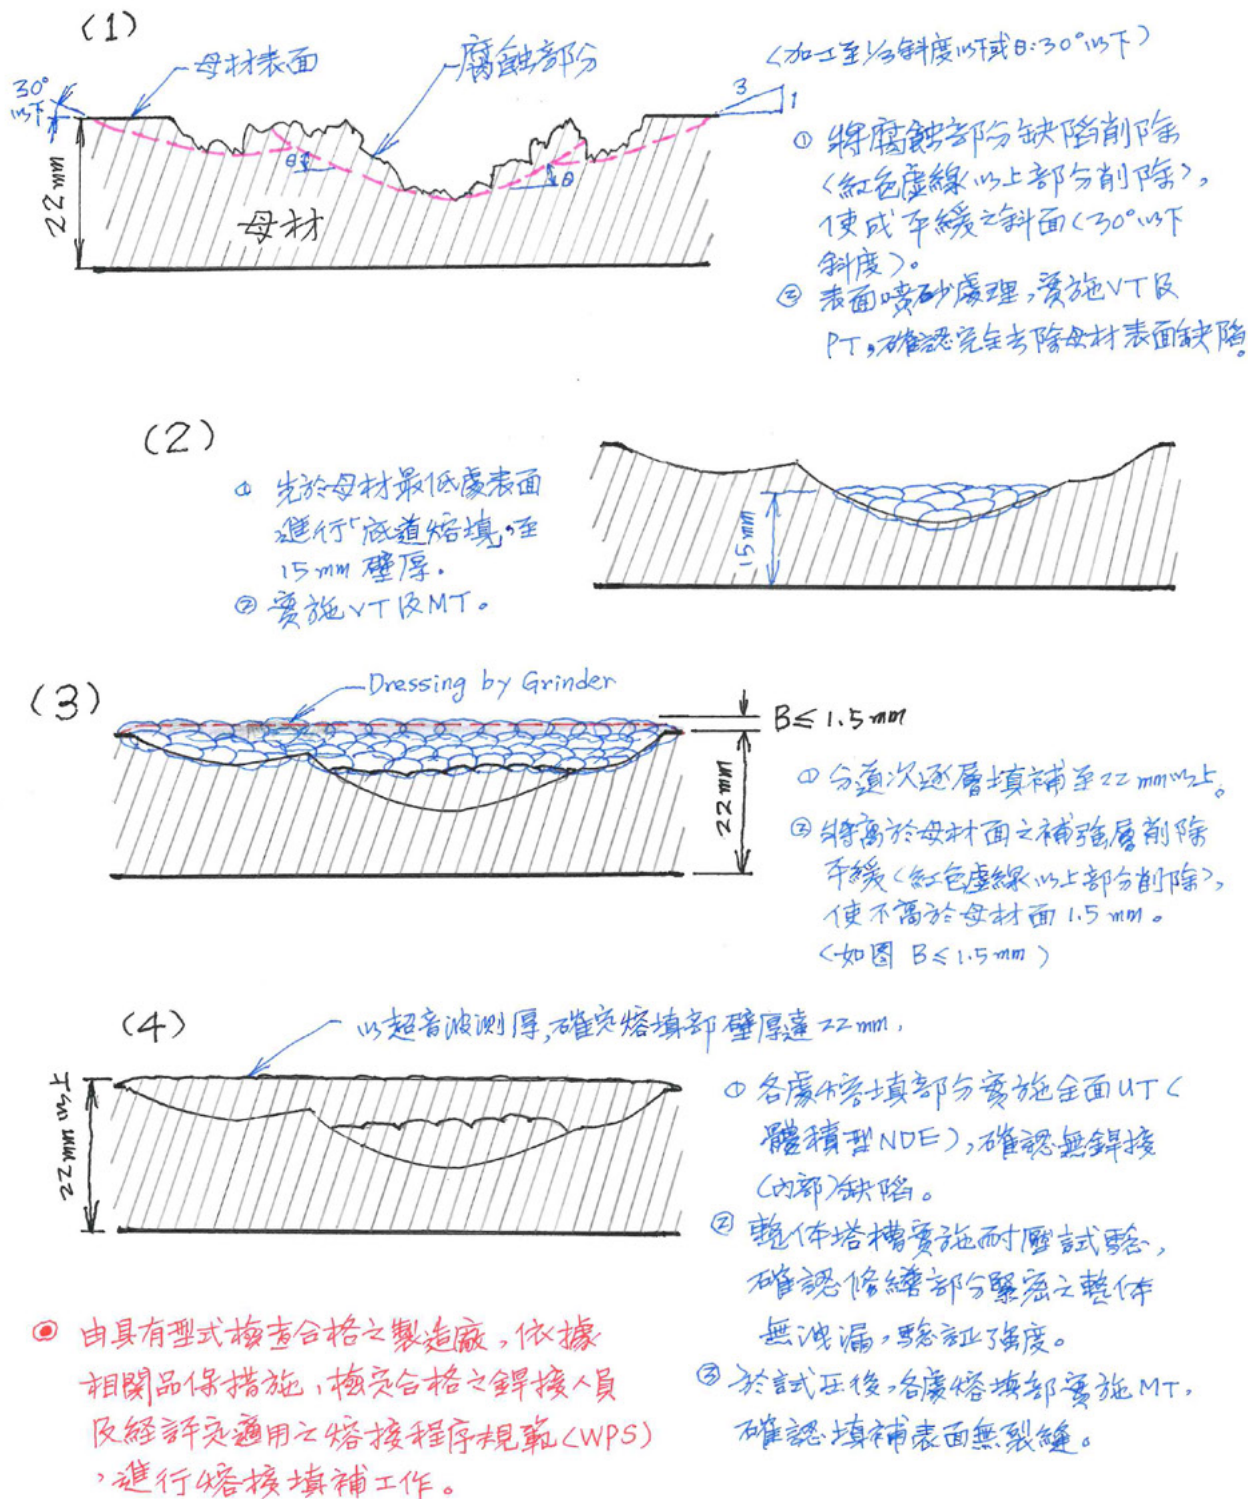 (1)
母材表面
腐蝕部分
(加工至1/3斜度以下或θ:30°以下)
30°
以下
3
1
22 mm
θ
θ
母材
① 將腐蝕部分缺陷削除
(紅色虛線以上部分削除),
使成平緩之斜面(30°以下
斜度)。
② 表面噴砂處理,實施VT及
PT,確認完全去除母材表面缺陷。
(2)
① 先於母材最低處表面
進行「底道熔填」至
15mm 壁厚。
② 實施VT及MT。
15 mm
(3)
Dressing by Grinder
B≤1.5mm
22 mm
① 分道次逐層填補至22mm以上。
② 將高於母材面之補強層削除
平緩(紅色虛線以上部分削除),
使不高於母材面1.5mm。
(如圖 B≤1.5mm)
(4)
以超音波測厚,確定熔填部壁厚達22mm.
22 mm 以上
① 各處熔填部分實施全面UT(
體積型NDE),確認無銲接
(內部)缺陷。
② 整体塔槽實施耐壓試驗,
確認修繕部分緊密之整体
無洩漏,驗証強度。
③ 於試压後,各處熔填部實施MT,
確認填補表面無裂縫。
◉ 由具有型式檢查合格之製造廠,依據
相關品保措施、檢定合格之銲接人員
及經評定適用之熔接程序規範(WPS)
,進行熔接填補工作。